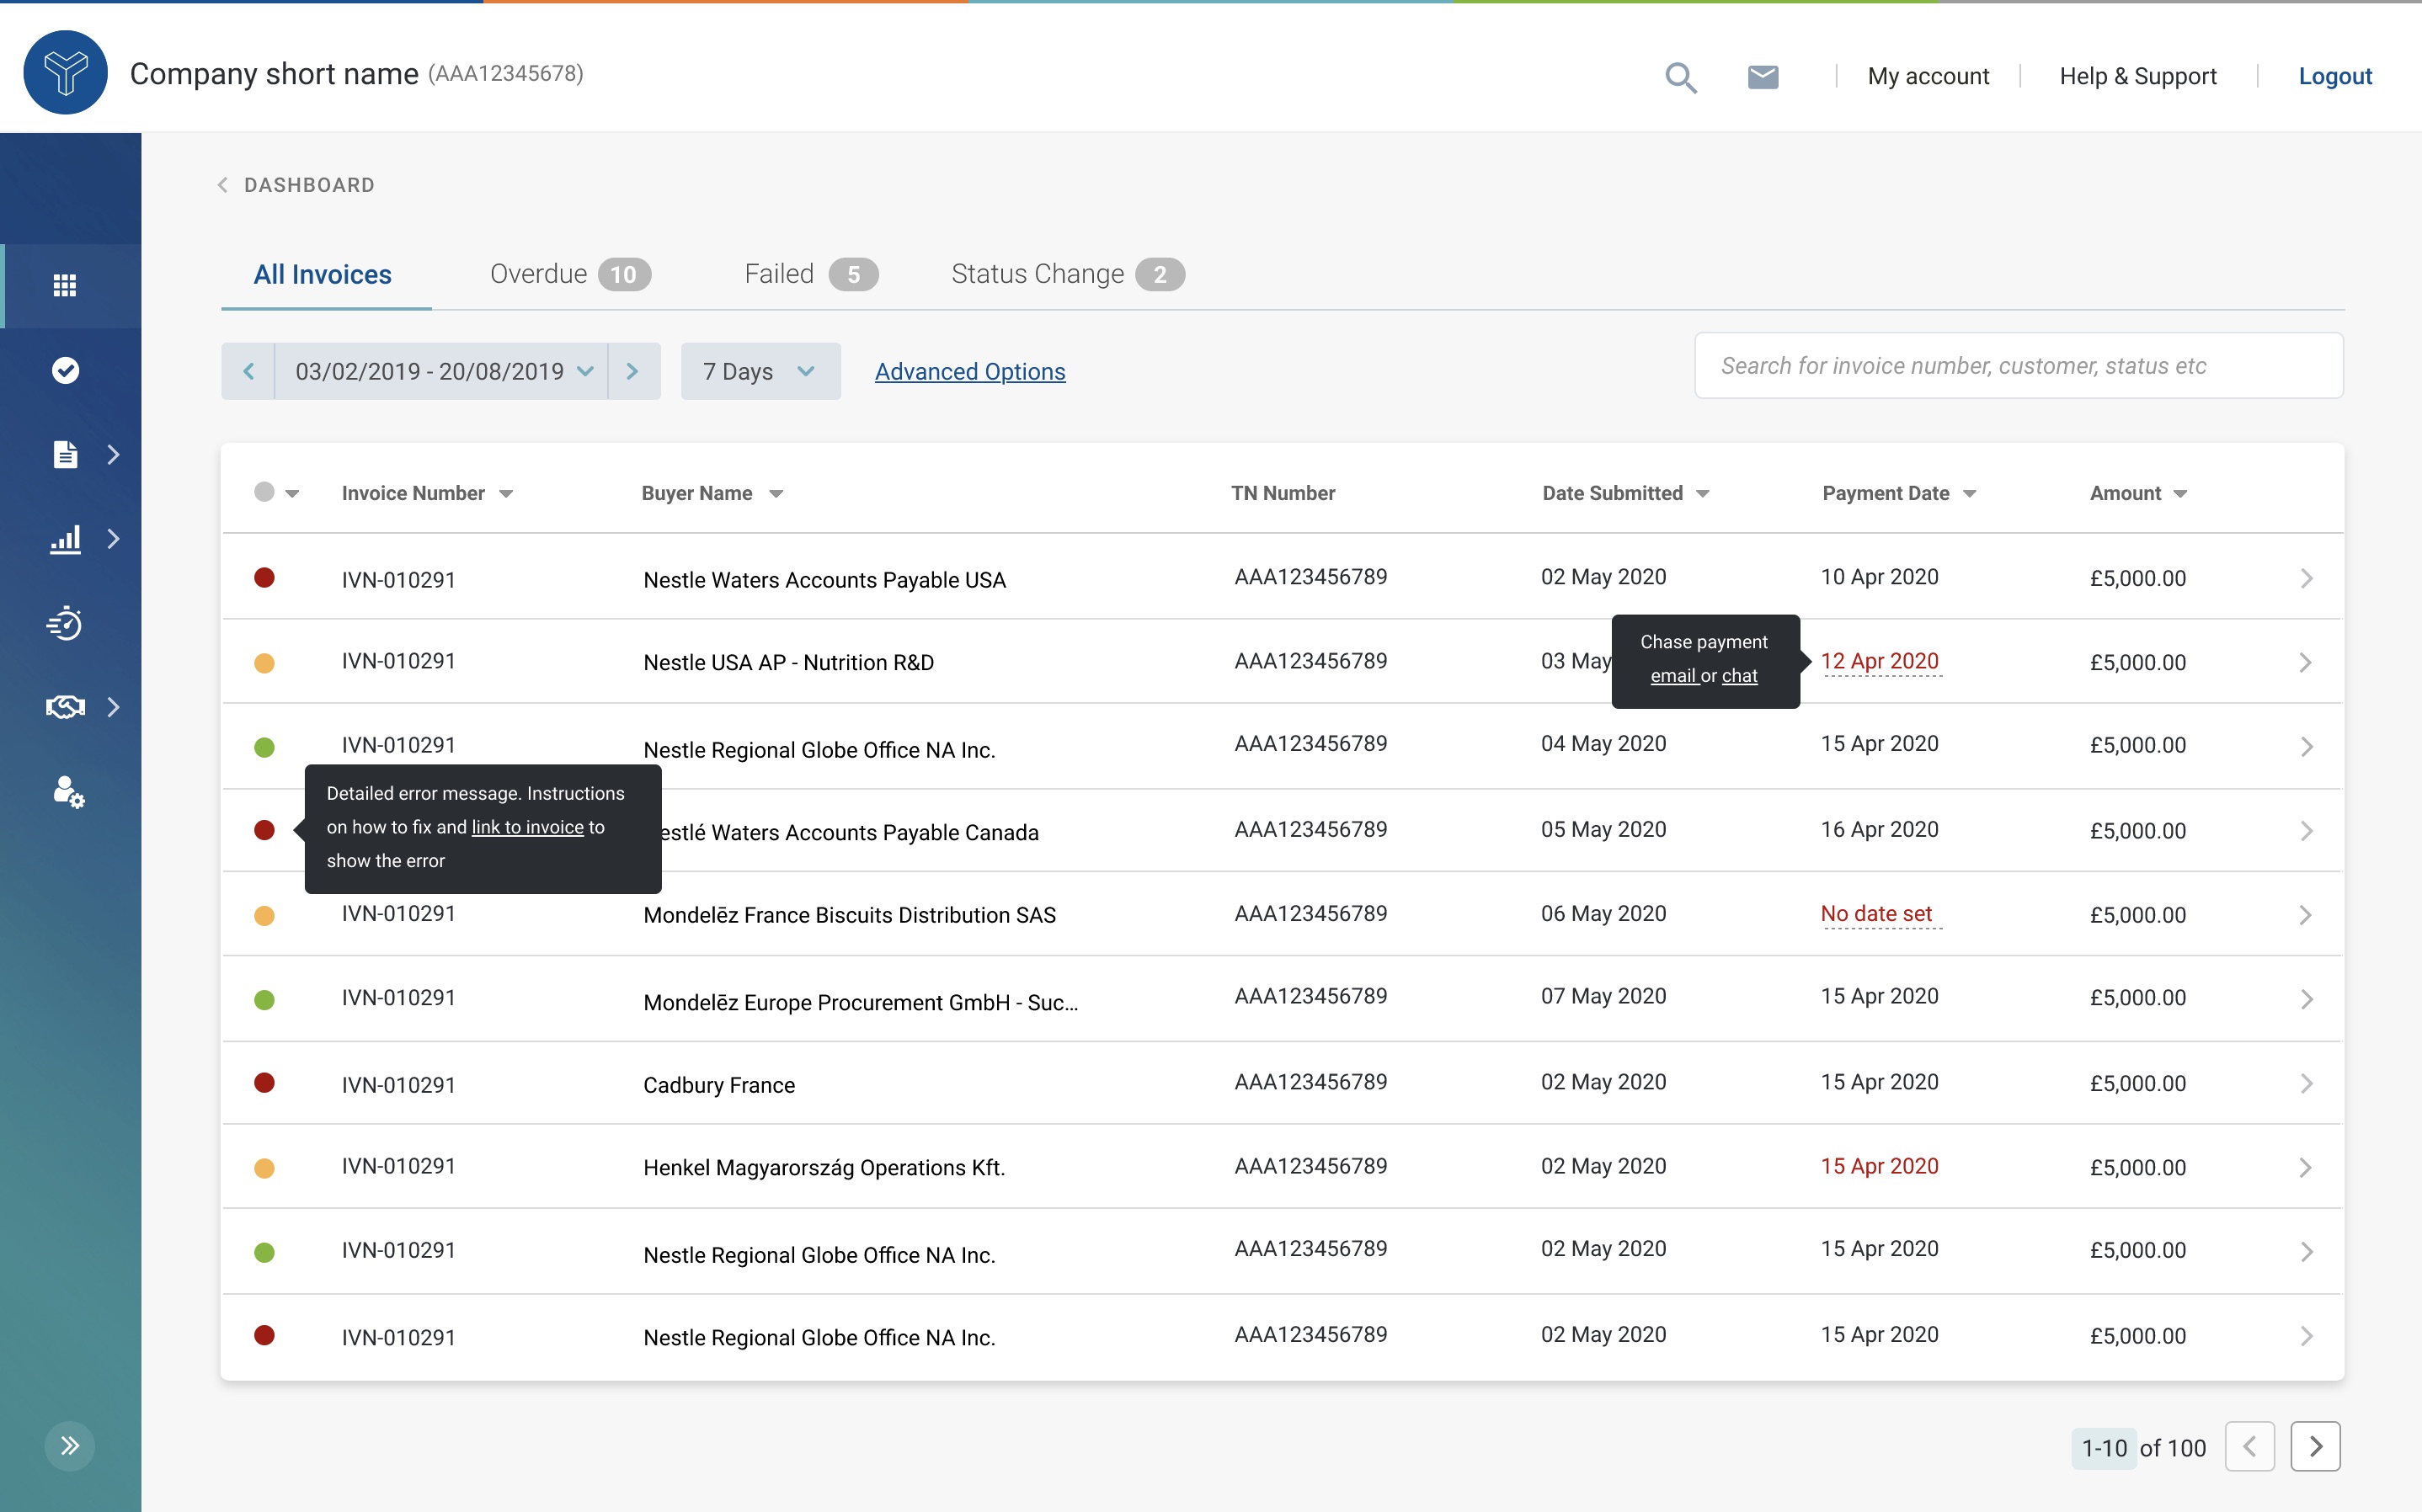 Company short name (AAA12345678)
My account
Help & Support
Logout
DASHBOARD
All Invoices
Overdue 10
Failed 5
Status Change 2
03/02/2019 - 20/08/2019
7 Days
Advanced Options
Search for invoice number, customer, status etc
Invoice Number Buyer Name TN Number Date Submitted Payment Date Amount
IVN-010291 Nestle Waters Accounts Payable USA AAA123456789 02 May 2020 10 Apr 2020 £5,000.00
IVN-010291 Nestle USA AP - Nutrition R&D AAA123456789 03 May 12 Apr 2020 £5,000.00
Chase payment
email or chat
IVN-010291 Nestle Regional Globe Office NA Inc. AAA123456789 04 May 2020 15 Apr 2020 £5,000.00
Detailed error message. Instructions
on how to fix and link to invoice to
show the error
estlé Waters Accounts Payable Canada AAA123456789 05 May 2020 16 Apr 2020 £5,000.00
IVN-010291 Mondelēz France Biscuits Distribution SAS AAA123456789 06 May 2020 No date set £5,000.00
IVN-010291 Mondelēz Europe Procurement GmbH - Suc... AAA123456789 07 May 2020 15 Apr 2020 £5,000.00
IVN-010291 Cadbury France AAA123456789 02 May 2020 15 Apr 2020 £5,000.00
IVN-010291 Henkel Magyarország Operations Kft. AAA123456789 02 May 2020 15 Apr 2020 £5,000.00
IVN-010291 Nestle Regional Globe Office NA Inc. AAA123456789 02 May 2020 15 Apr 2020 £5,000.00
IVN-010291 Nestle Regional Globe Office NA Inc. AAA123456789 02 May 2020 15 Apr 2020 £5,000.00
1-10 of 100